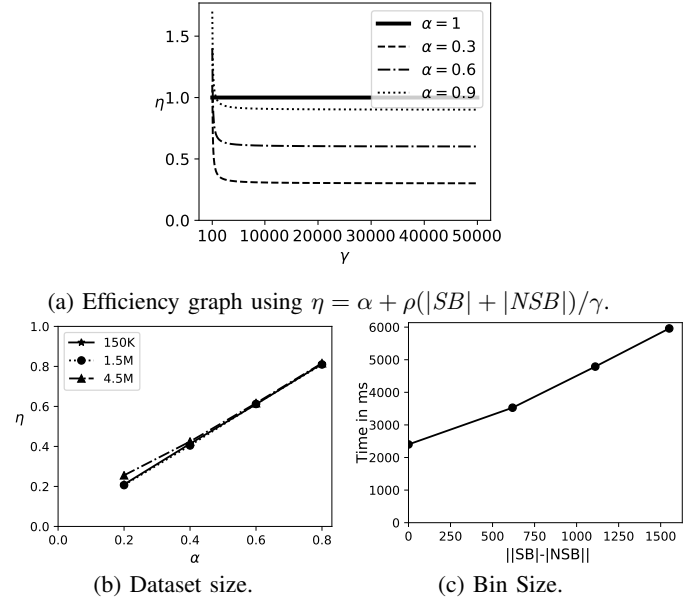 1.5
α = 1
α = 0.3
α = 0.6
α = 0.9
η
1.0
0.5
0.0
100 10000 20000 30000 40000 50000
γ
(a) Efficiency graph using η = α + ρ(|SB| + |NSB|)/γ.
1.0
0.8
0.6
0.4
0.2
0.0
η
150K
1.5M
4.5M
0.0 0.2 0.4 0.6 0.8
α
(b) Dataset size.
6000
5000
4000
3000
2000
1000
0
Time in ms
0 250 500 750 1000 1250 1500
||SB|-|NSB||
(c) Bin Size.